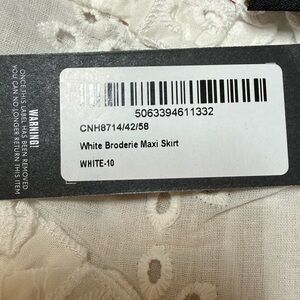 5063394611332
CNH8714/42/58
White Broderie Maxi Skirt
WHITE-10
WARNING!
ONCE THIS LABEL HAS BEEN REMOVED
YOU CAN NO LONGER RETURN THIS ITEM